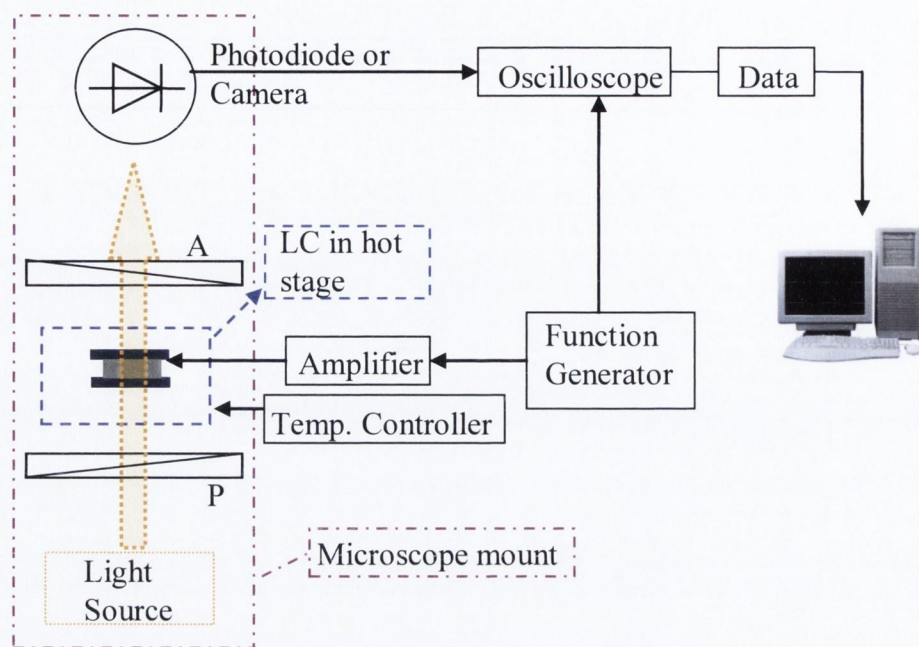 Photodiode or
Camera
Oscilloscope
Data
A
LC in hot
stage
Function
Generator
Amplifier
Temp. Controller
P
Microscope mount
Light
Source